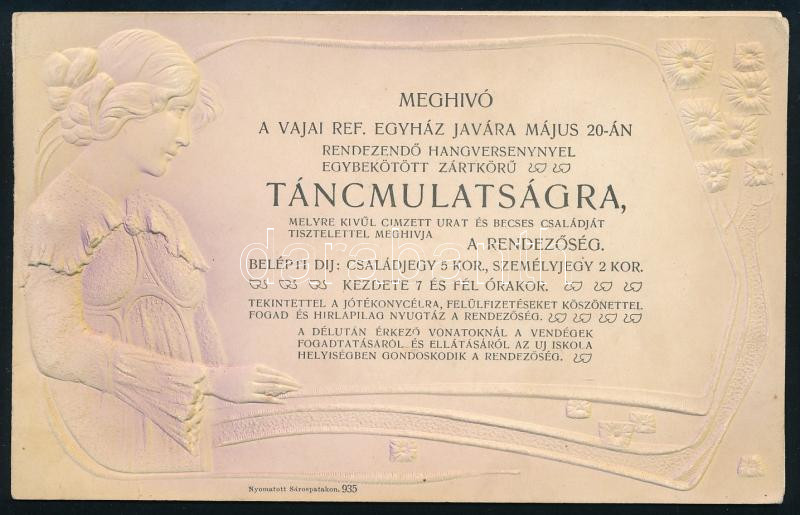 MEGHIVÓ
A VAJAI REF. EGYHÁZ JAVÁRA MÁJUS 20-ÁN
RENDEZENDŐ HANGVERSENYNYEL
EGYBEKÖTÖTT ZÁRTKÖRŰ
TÁNCMULATSÁGRA,
MELYRE KIVŰL CIMZETT URAT ÉS BECSES CSALÁDJÁT
TISZTELETTEL MEGHIVJA
A RENDEZŐSÉG.
BELÉPTI DIJ: CSALÁDJEGY 5 KOR., SZEMÉLYJEGY 2 KOR.
KEZDETE 7 ÉS FÉL ÓRAKOR.
TEKINTETTEL A JÓTÉKONYCÉLRA, FELÜLFIZETÉSEKET KÖSZÖNETTEL
FOGAD ÉS HIRLAPILAG NYUGTÁZ A RENDEZŐSÉG.
A DÉLUTÁN ÉRKEZŐ VONATOKNÁL A VENDÉGEK
FOGADTATÁSARÓL ÉS ELLÁTÁSÁRÓL AZ UJ ISKOLA
HELYISÉGBEN GONDOSKODIK A RENDEZŐSÉG.
Nyomatott Sárospatakon. 935
darabanth